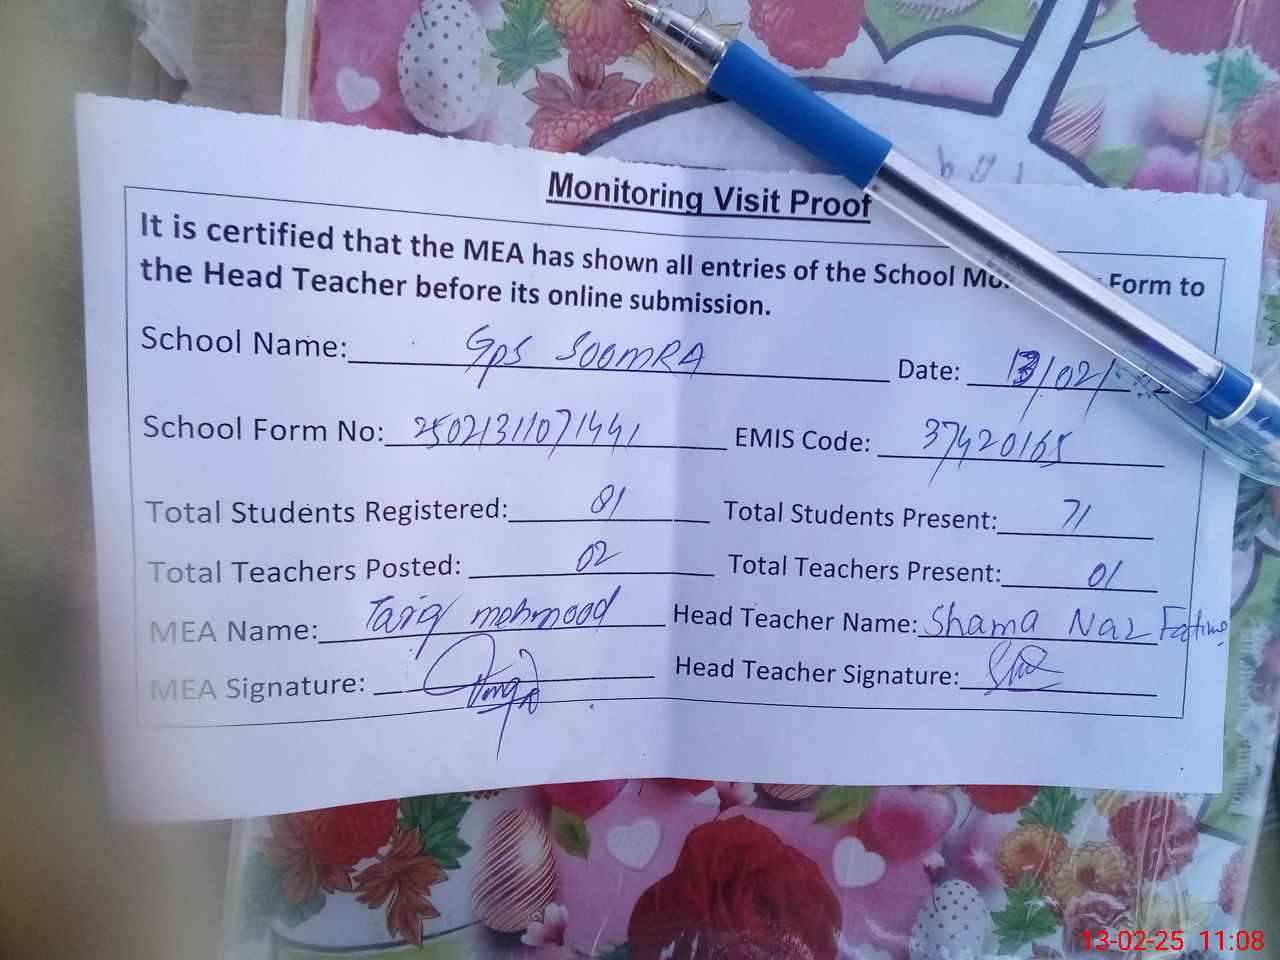 Monitoring Visit Proof
It is certified that the MEA has shown all entries of the School Form to
the Head Teacher before its online submission.
School Name: GPS SOOMRA Date: 13/02/
School Form No: 25021311071441 EMIS Code: 37420165
Total Students Registered: 81 Total Students Present: 71
Total Teachers Posted: 02 Total Teachers Present: 01
MEA Name: Tariq mehmood Head Teacher Name: Shama Naz Fatima
MEA Signature: Head Teacher Signature:
13-02-25 11:08